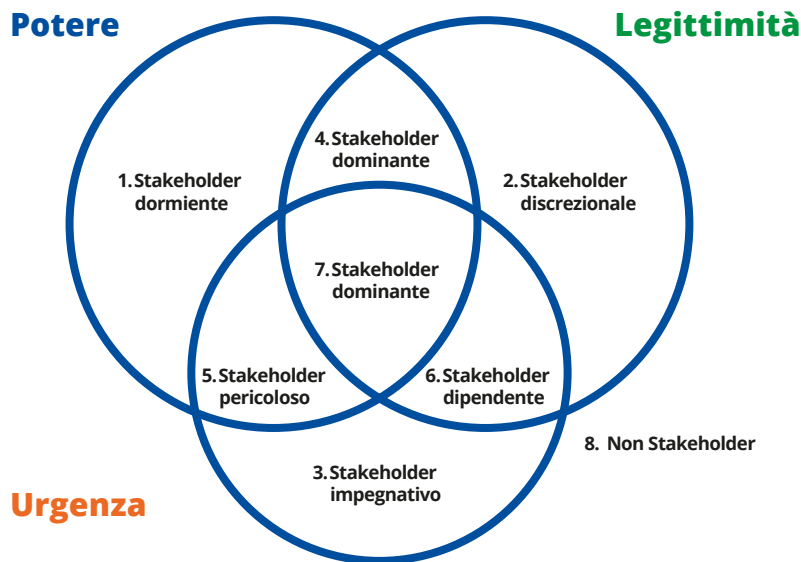 Potere
Legittimità
4. Stakeholder
dominante
1. Stakeholder
dormiente
2. Stakeholder
discrezionale
7. Stakeholder
dominante
5. Stakeholder
pericoloso
6. Stakeholder
dipendente
8. Non Stakeholder
3. Stakeholder
impegnativo
Urgenza